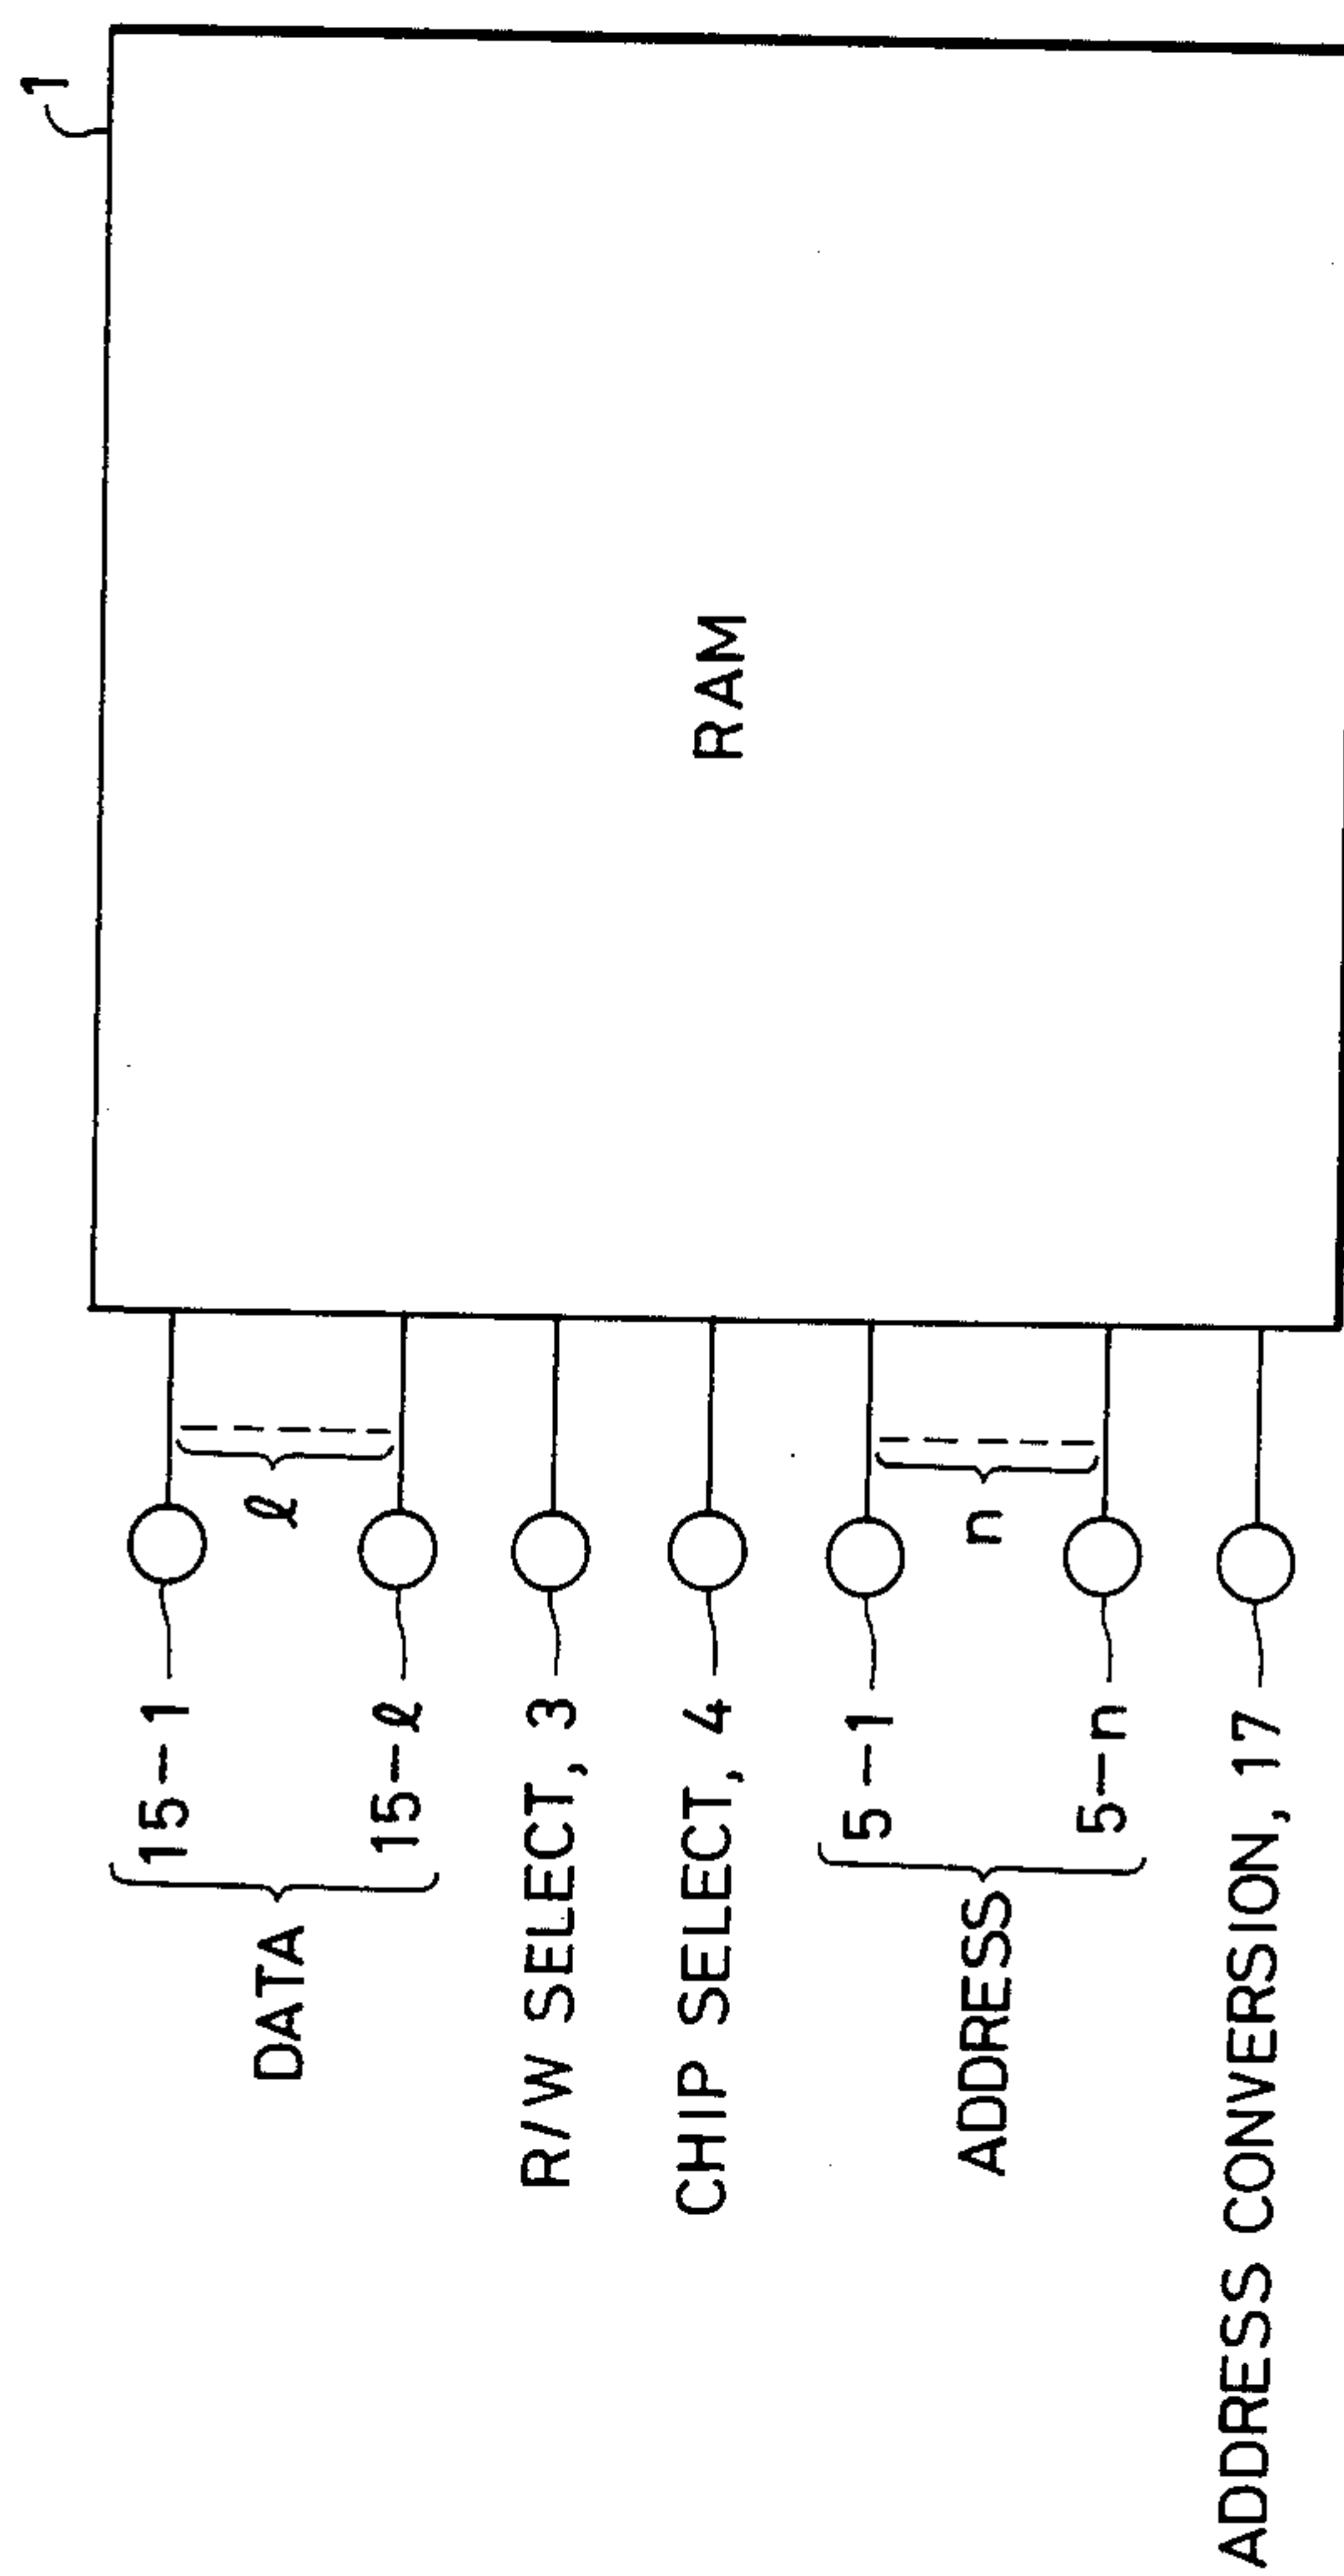 1
RAM
DATA
15-1
ℓ
15-ℓ
R/W SELECT, 3
CHIP SELECT, 4
ADDRESS
5-1
n
5-n
ADDRESS CONVERSION, 17